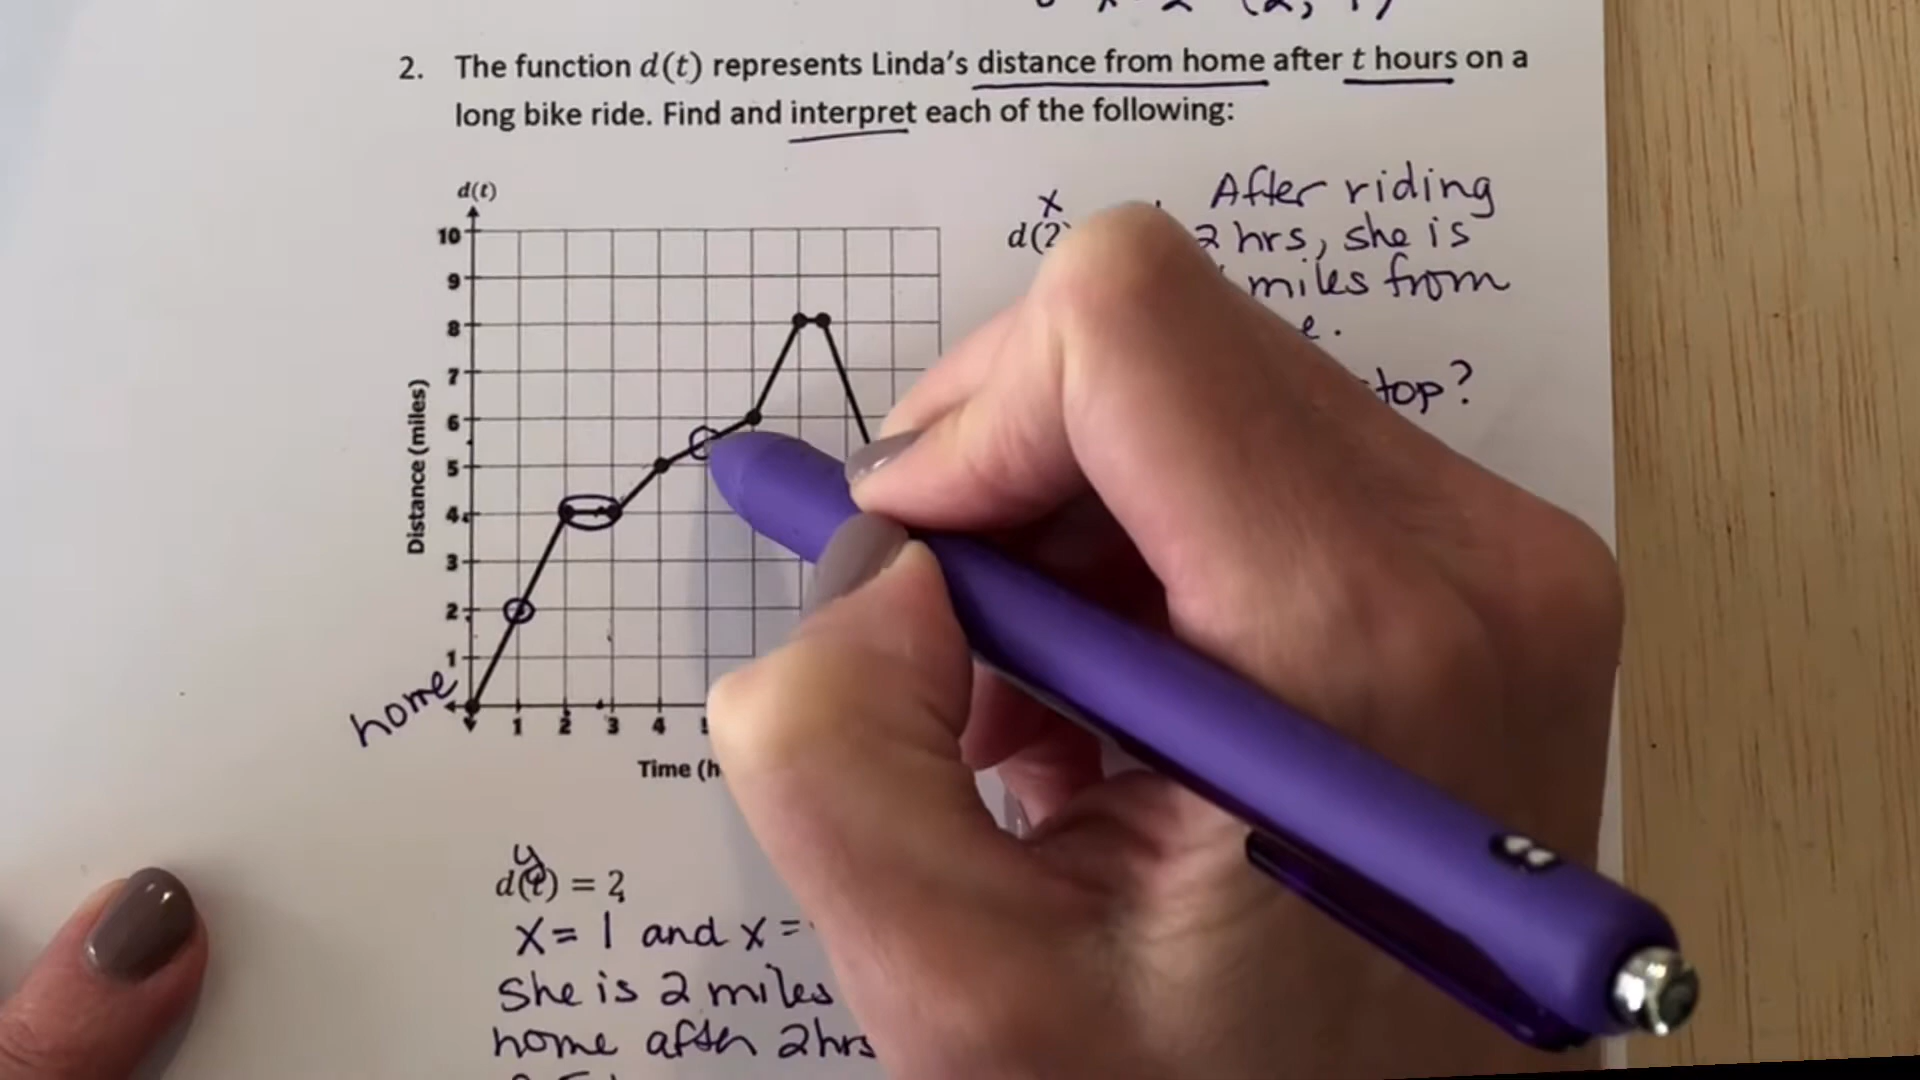 2. The function d(t) represents Linda's distance from home after t hours on a
long bike ride. Find and interpret each of the following:
d(t)
10
9
8
7
6
5
4
3
2
1
Distance (miles)
home
1 2 3 4
Time (h
x
d(2
After riding
2 hrs, she is
miles from
top?
y
d(t) = 2
x = 1 and x =
She is 2 miles
home after 2hrs